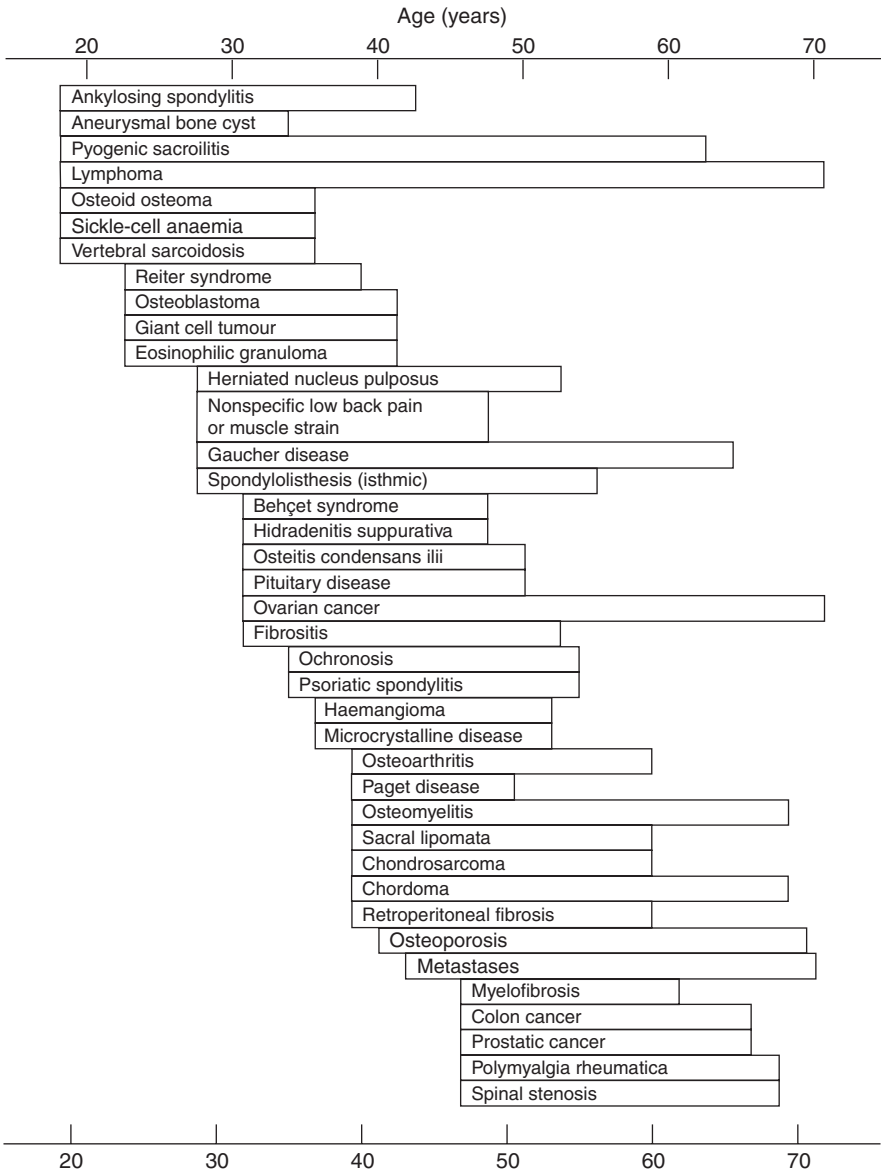 Age (years)
20 30 40 50 60 70
Ankylosing spondylitis
Aneurysmal bone cyst
Pyogenic sacroilitis
Lymphoma
Osteoid osteoma
Sickle-cell anaemia
Vertebral sarcoidosis
Reiter syndrome
Osteoblastoma
Giant cell tumour
Eosinophilic granuloma
Herniated nucleus pulposus
Nonspecific low back pain
or muscle strain
Gaucher disease
Spondylolisthesis (isthmic)
Behçet syndrome
Hidradenitis suppurativa
Osteitis condensans ilii
Pituitary disease
Ovarian cancer
Fibrositis
Ochronosis
Psoriatic spondylitis
Haemangioma
Microcrystalline disease
Osteoarthritis
Paget disease
Osteomyelitis
Sacral lipomata
Chondrosarcoma
Chordoma
Retroperitoneal fibrosis
Osteoporosis
Metastases
Myelofibrosis
Colon cancer
Prostatic cancer
Polymyalgia rheumatica
Spinal stenosis
20 30 40 50 60 70